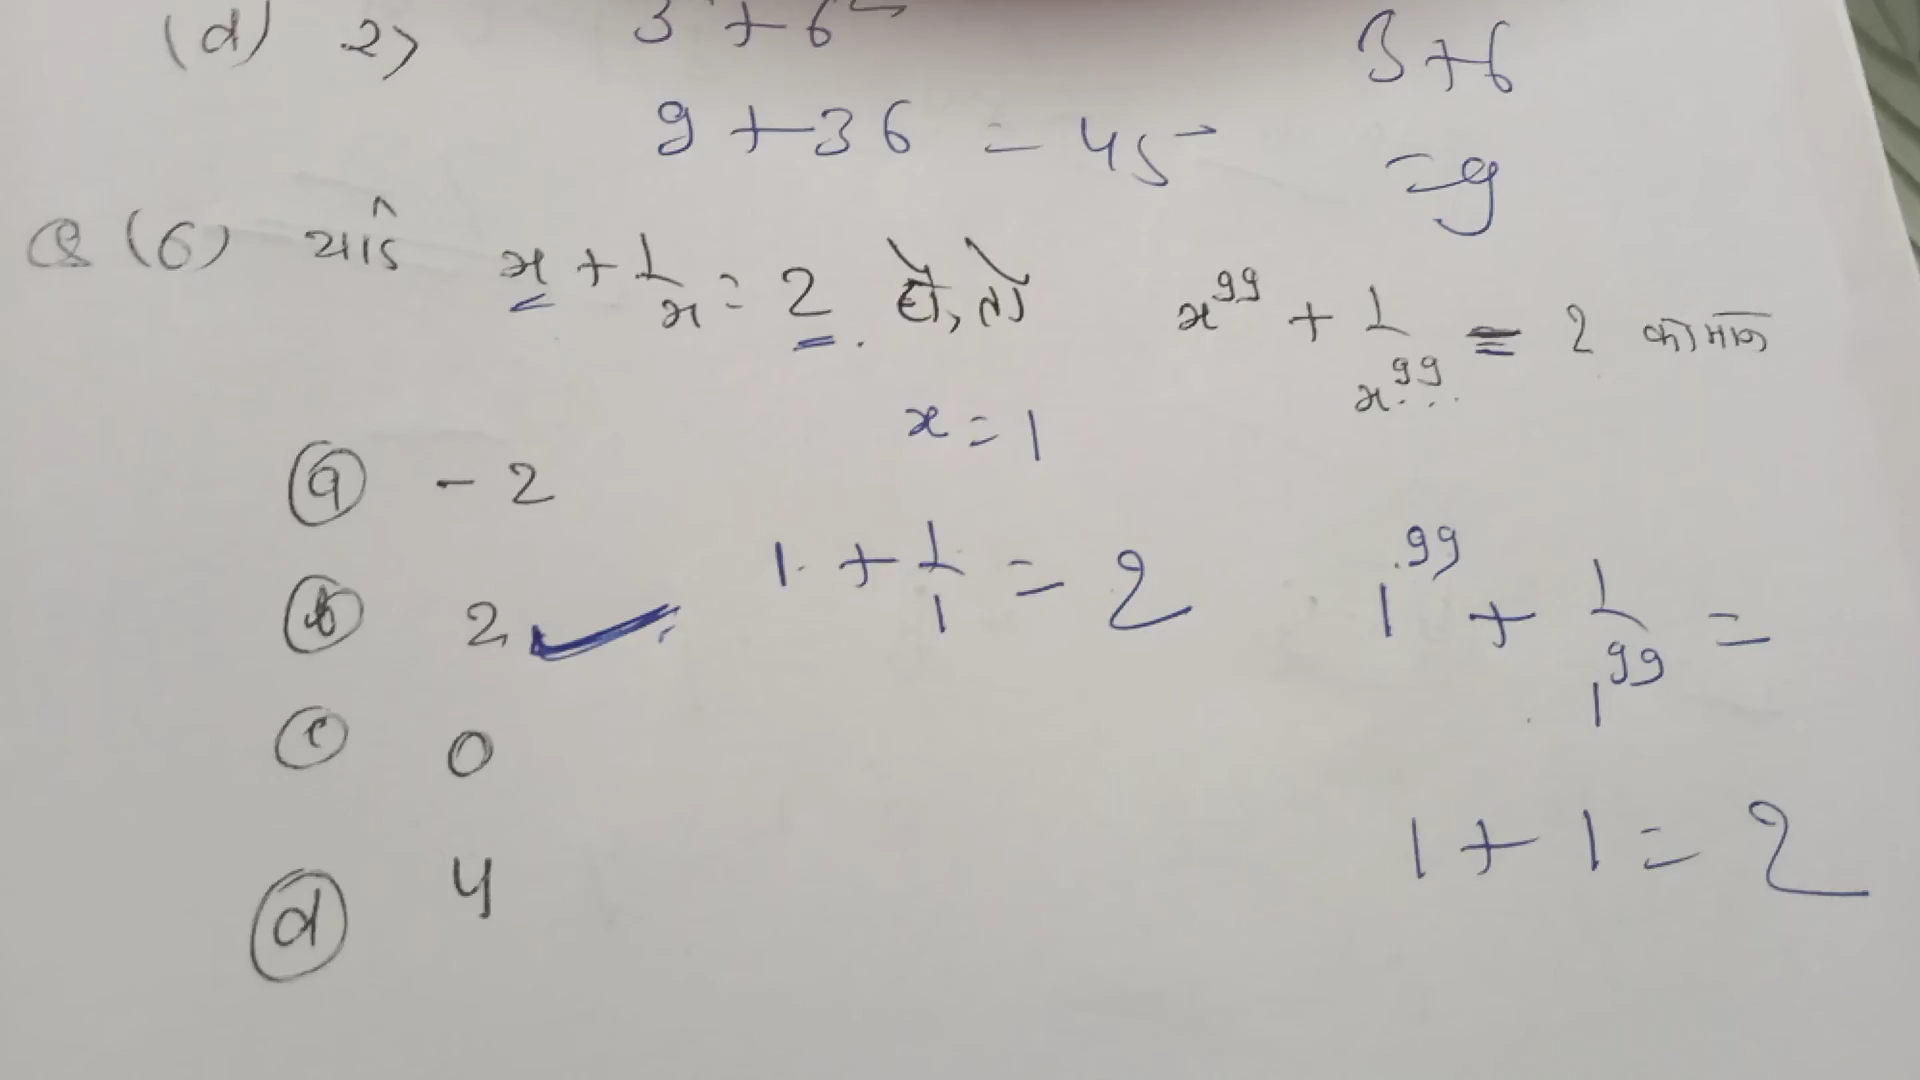 (d) 27 3 + 6 3+6
9 + 36 = 45 =9
Q (6) यदि x + 1/x = 2 हो, तो x^99 + 1/x^99 = 2 का मान
x = 1
(a) - 2
1 + 1/1 = 2 1^99 + 1/1^99 =
(b) 2 ✓
(c) 0
1 + 1 = 2
(d) 4